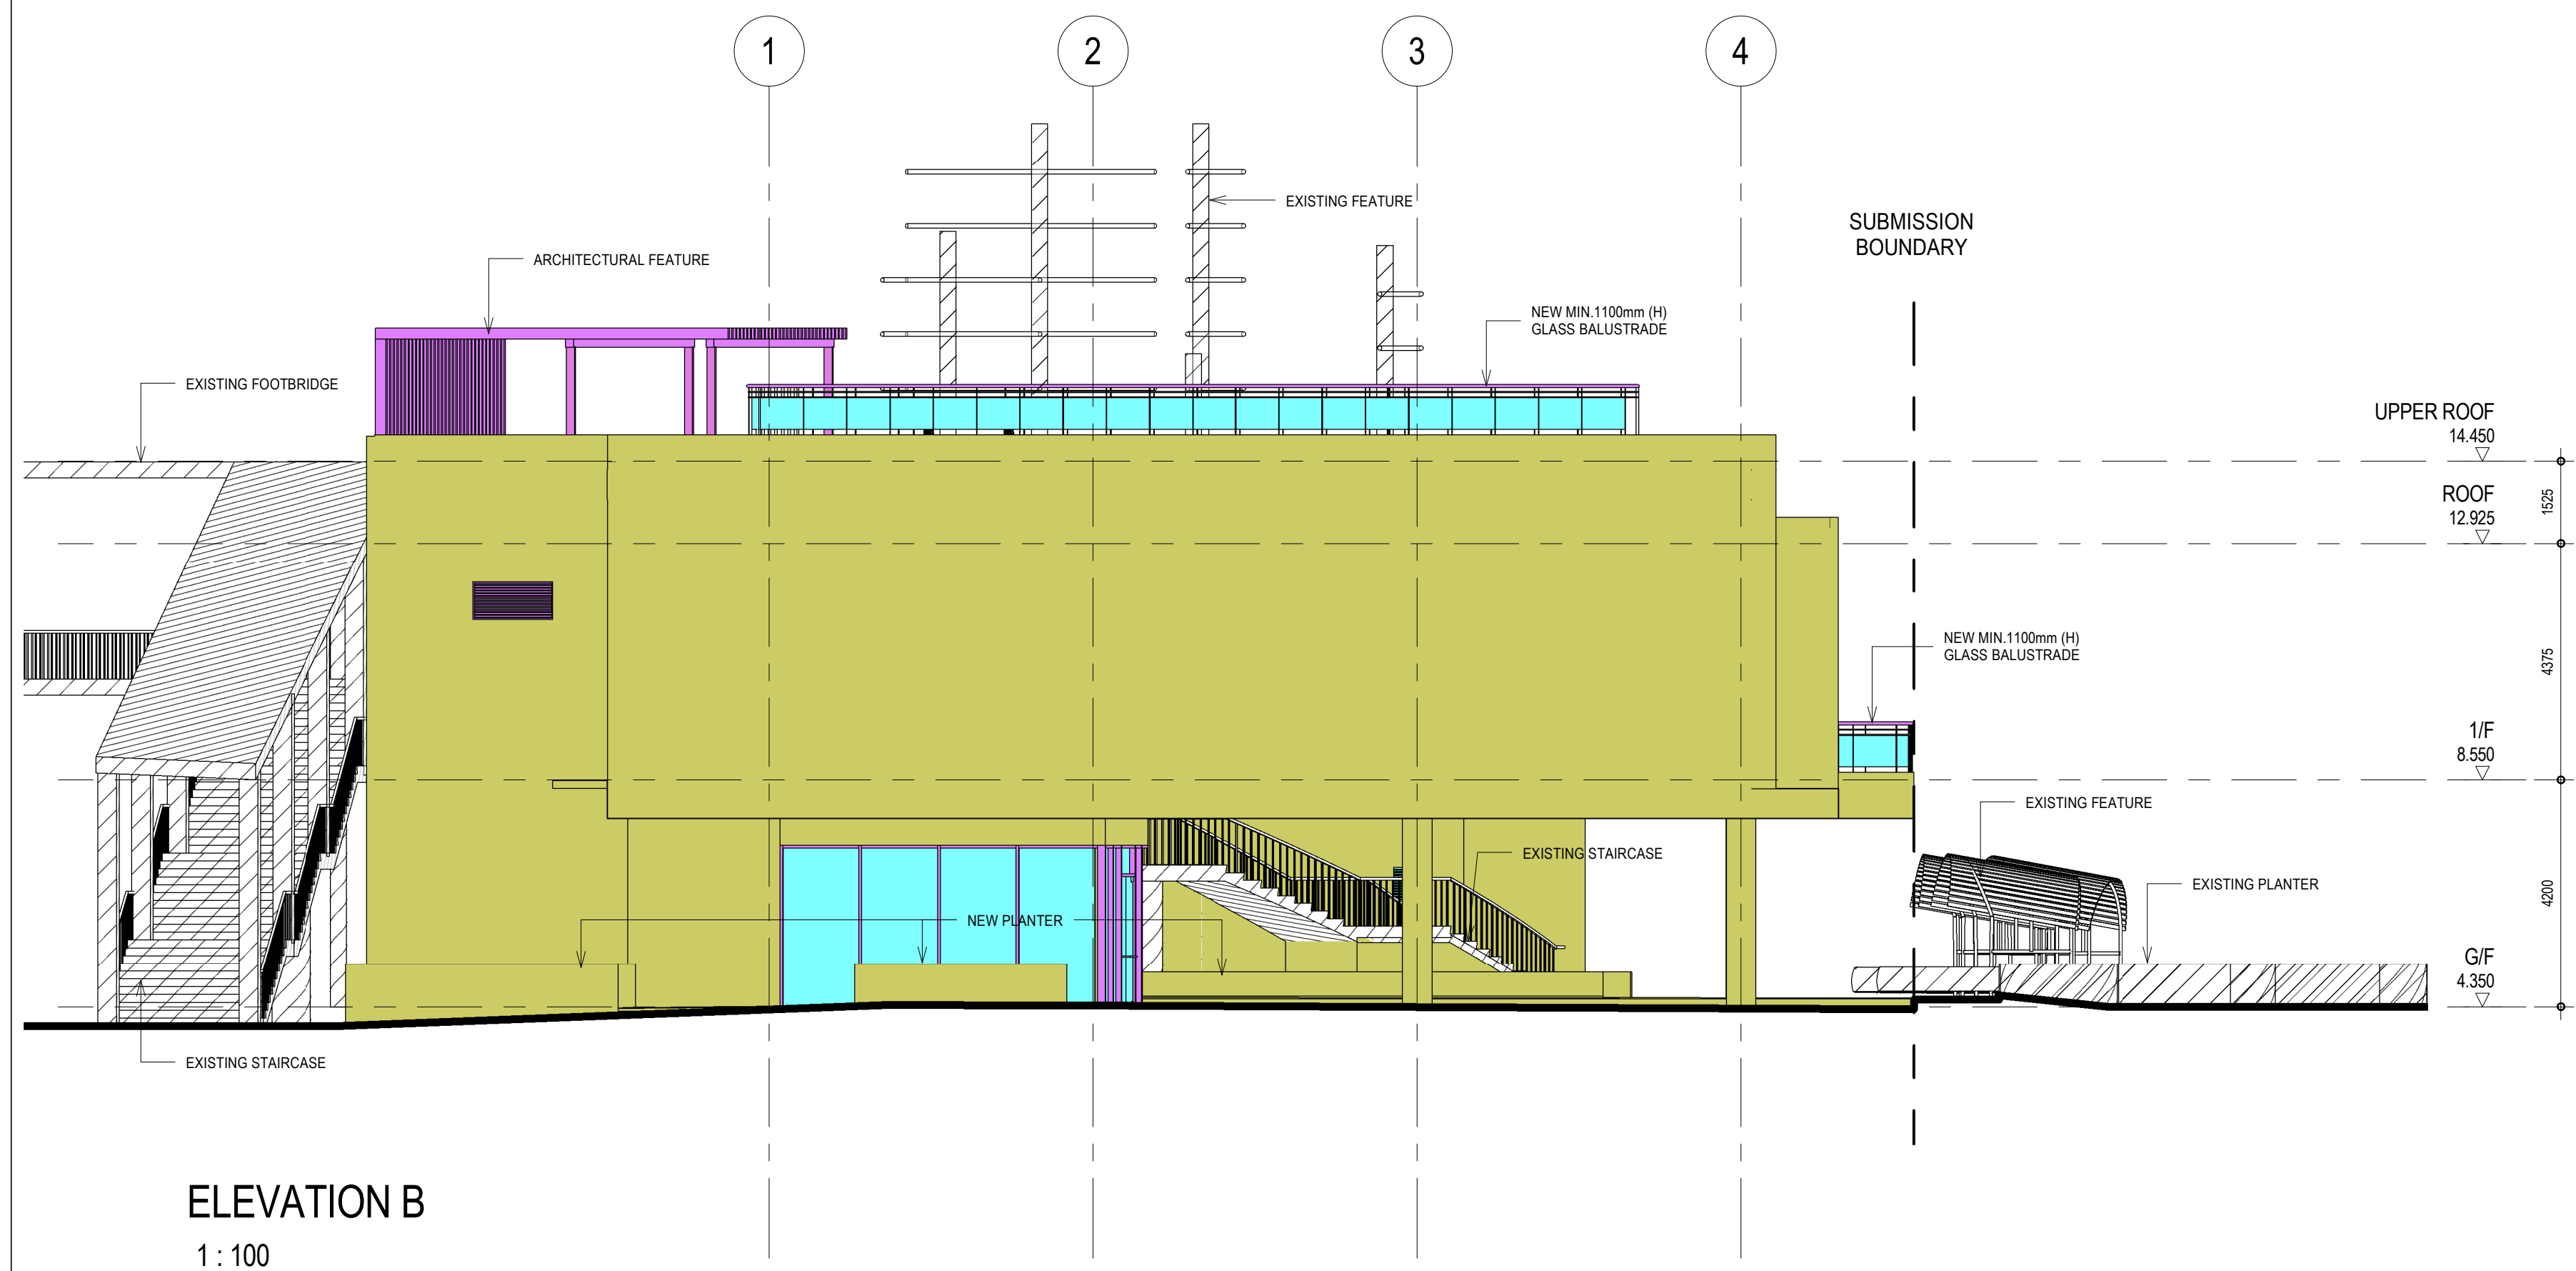 1
2
3
4
EXISTING FEATURE
SUBMISSION
BOUNDARY
ARCHITECTURAL FEATURE
NEW MIN.1100mm (H)
GLASS BALUSTRADE
EXISTING FOOTBRIDGE
UPPER ROOF
14.450
ROOF
12.925
1525
NEW MIN.1100mm (H)
GLASS BALUSTRADE
4375
1/F
8.550
EXISTING FEATURE
EXISTING STAIRCASE
EXISTING PLANTER
4200
NEW PLANTER
G/F
4.350
EXISTING STAIRCASE
ELEVATION B
1 : 100